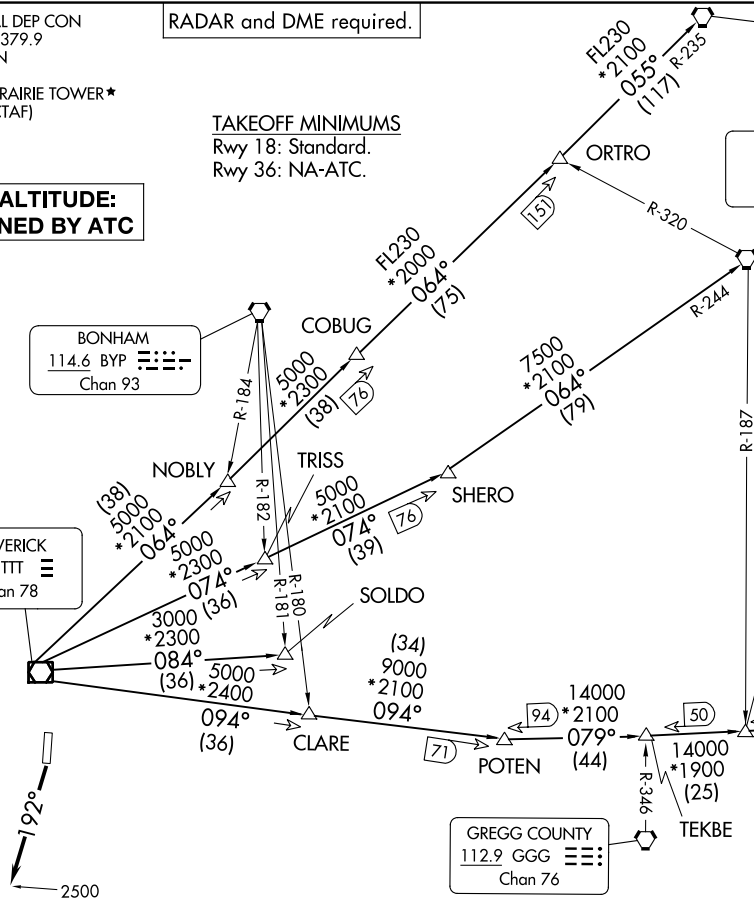 L DEP CON
379.9
N
RAIRIE TOWER★
TAF)
RADAR and DME required.
TAKEOFF MINIMUMS
Rwy 18: Standard.
Rwy 36: NA-ATC.
ALTITUDE:
NED BY ATC
FL230
*2100
055°
(117)
R-235
ORTRO
151
R-320
FL230
*2000
064°
(75)
R-244
BONHAM
114.6 BYP
Chan 93
COBUG
5000
*2300
(38)
76
7500
*2100
064°
(79)
R-184
R-187
NOBLY
TRISS
R-182
5000
*2100
074°
(39)
76
SHERO
(38)
5000
*2100
064°
VERICK
TTT
an 78
5000
*2300
074°
(36)
R-181
R-180
SOLDO
3000
*2300
084°
(36)
5000
*2400
094°
(36)
CLARE
(34)
9000
*2100
094°
71
POTEN
94
14000
*2100
079°
(44)
50
14000
*1900
(25)
TEKBE
R-346
GREGG COUNTY
112.9 GGG
Chan 76
192°
2500